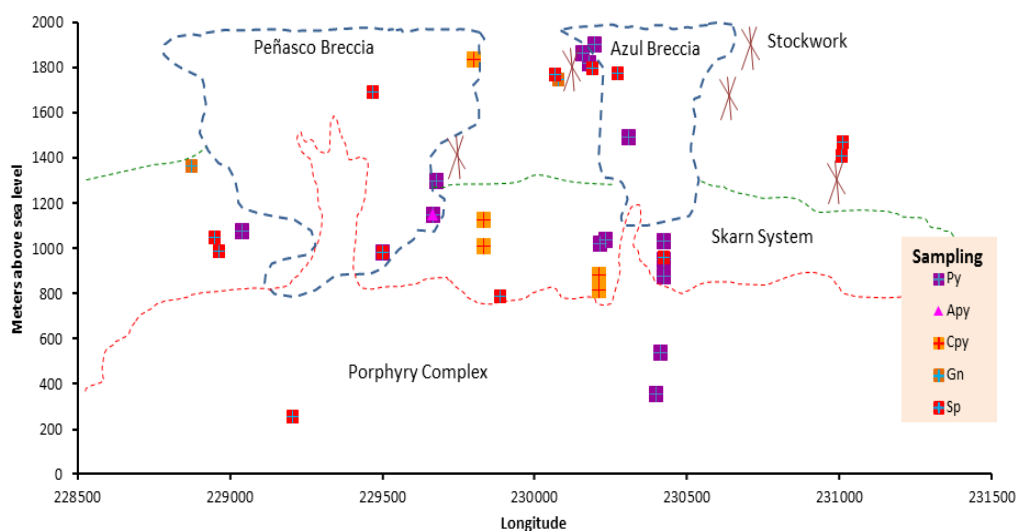 2000
1800
1600
1400
1200
1000
800
600
400
200
0
Meters above sea level
Peñasco Breccia
Azul Breccia
Stockwork
Skarn System
Porphyry Complex
Sampling
Py
Apy
Cpy
Gn
Sp
228500 229000 229500 230000 230500 231000 231500
Longitude